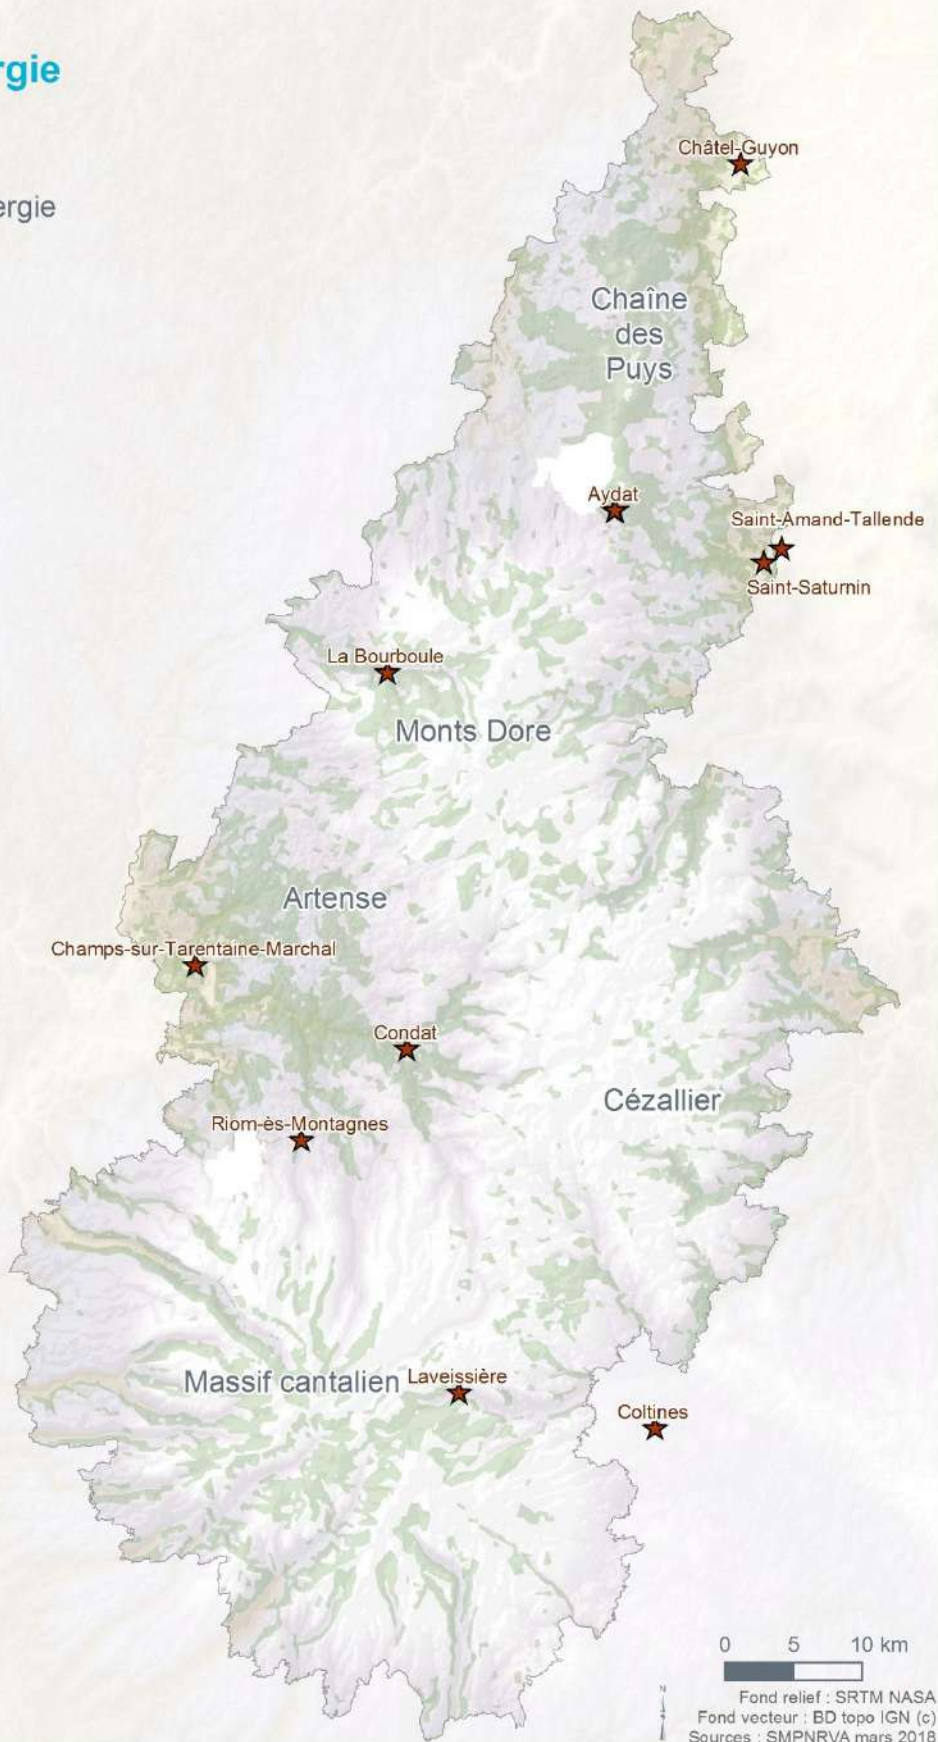 rgie
ergie
Châtel-Guyon
Chaîne
des
Puys
Aydat
Saint-Amand-Tallende
Saint-Saturnin
La Bourboule
Monts Dore
Artense
Champs-sur-Tarentaine-Marchal
Condat
Cézallier
Riom-ès-Montagnes
Massif cantalien
Laveissière
Coltines
0 5 10 km
N
Fond relief : SRTM NASA
Fond vecteur : BD topo IGN (c)
Sources : SMPNRVA mars 2018